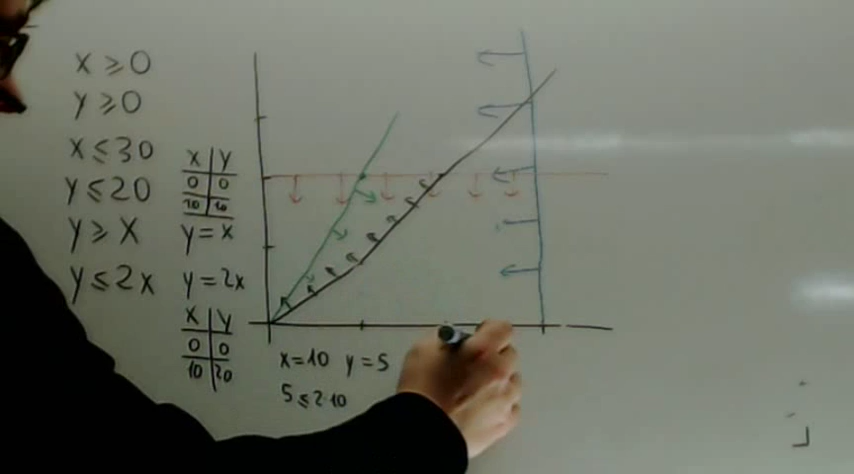 x ≥ 0
y ≥ 0
x ≤ 30
y ≤ 20
y ≥ x
y ≤ 2x
x y
0 0
10 10
y = x
y = 2x
x y
0 0
10 20
x=10 y=5
5 ≤ 2·10